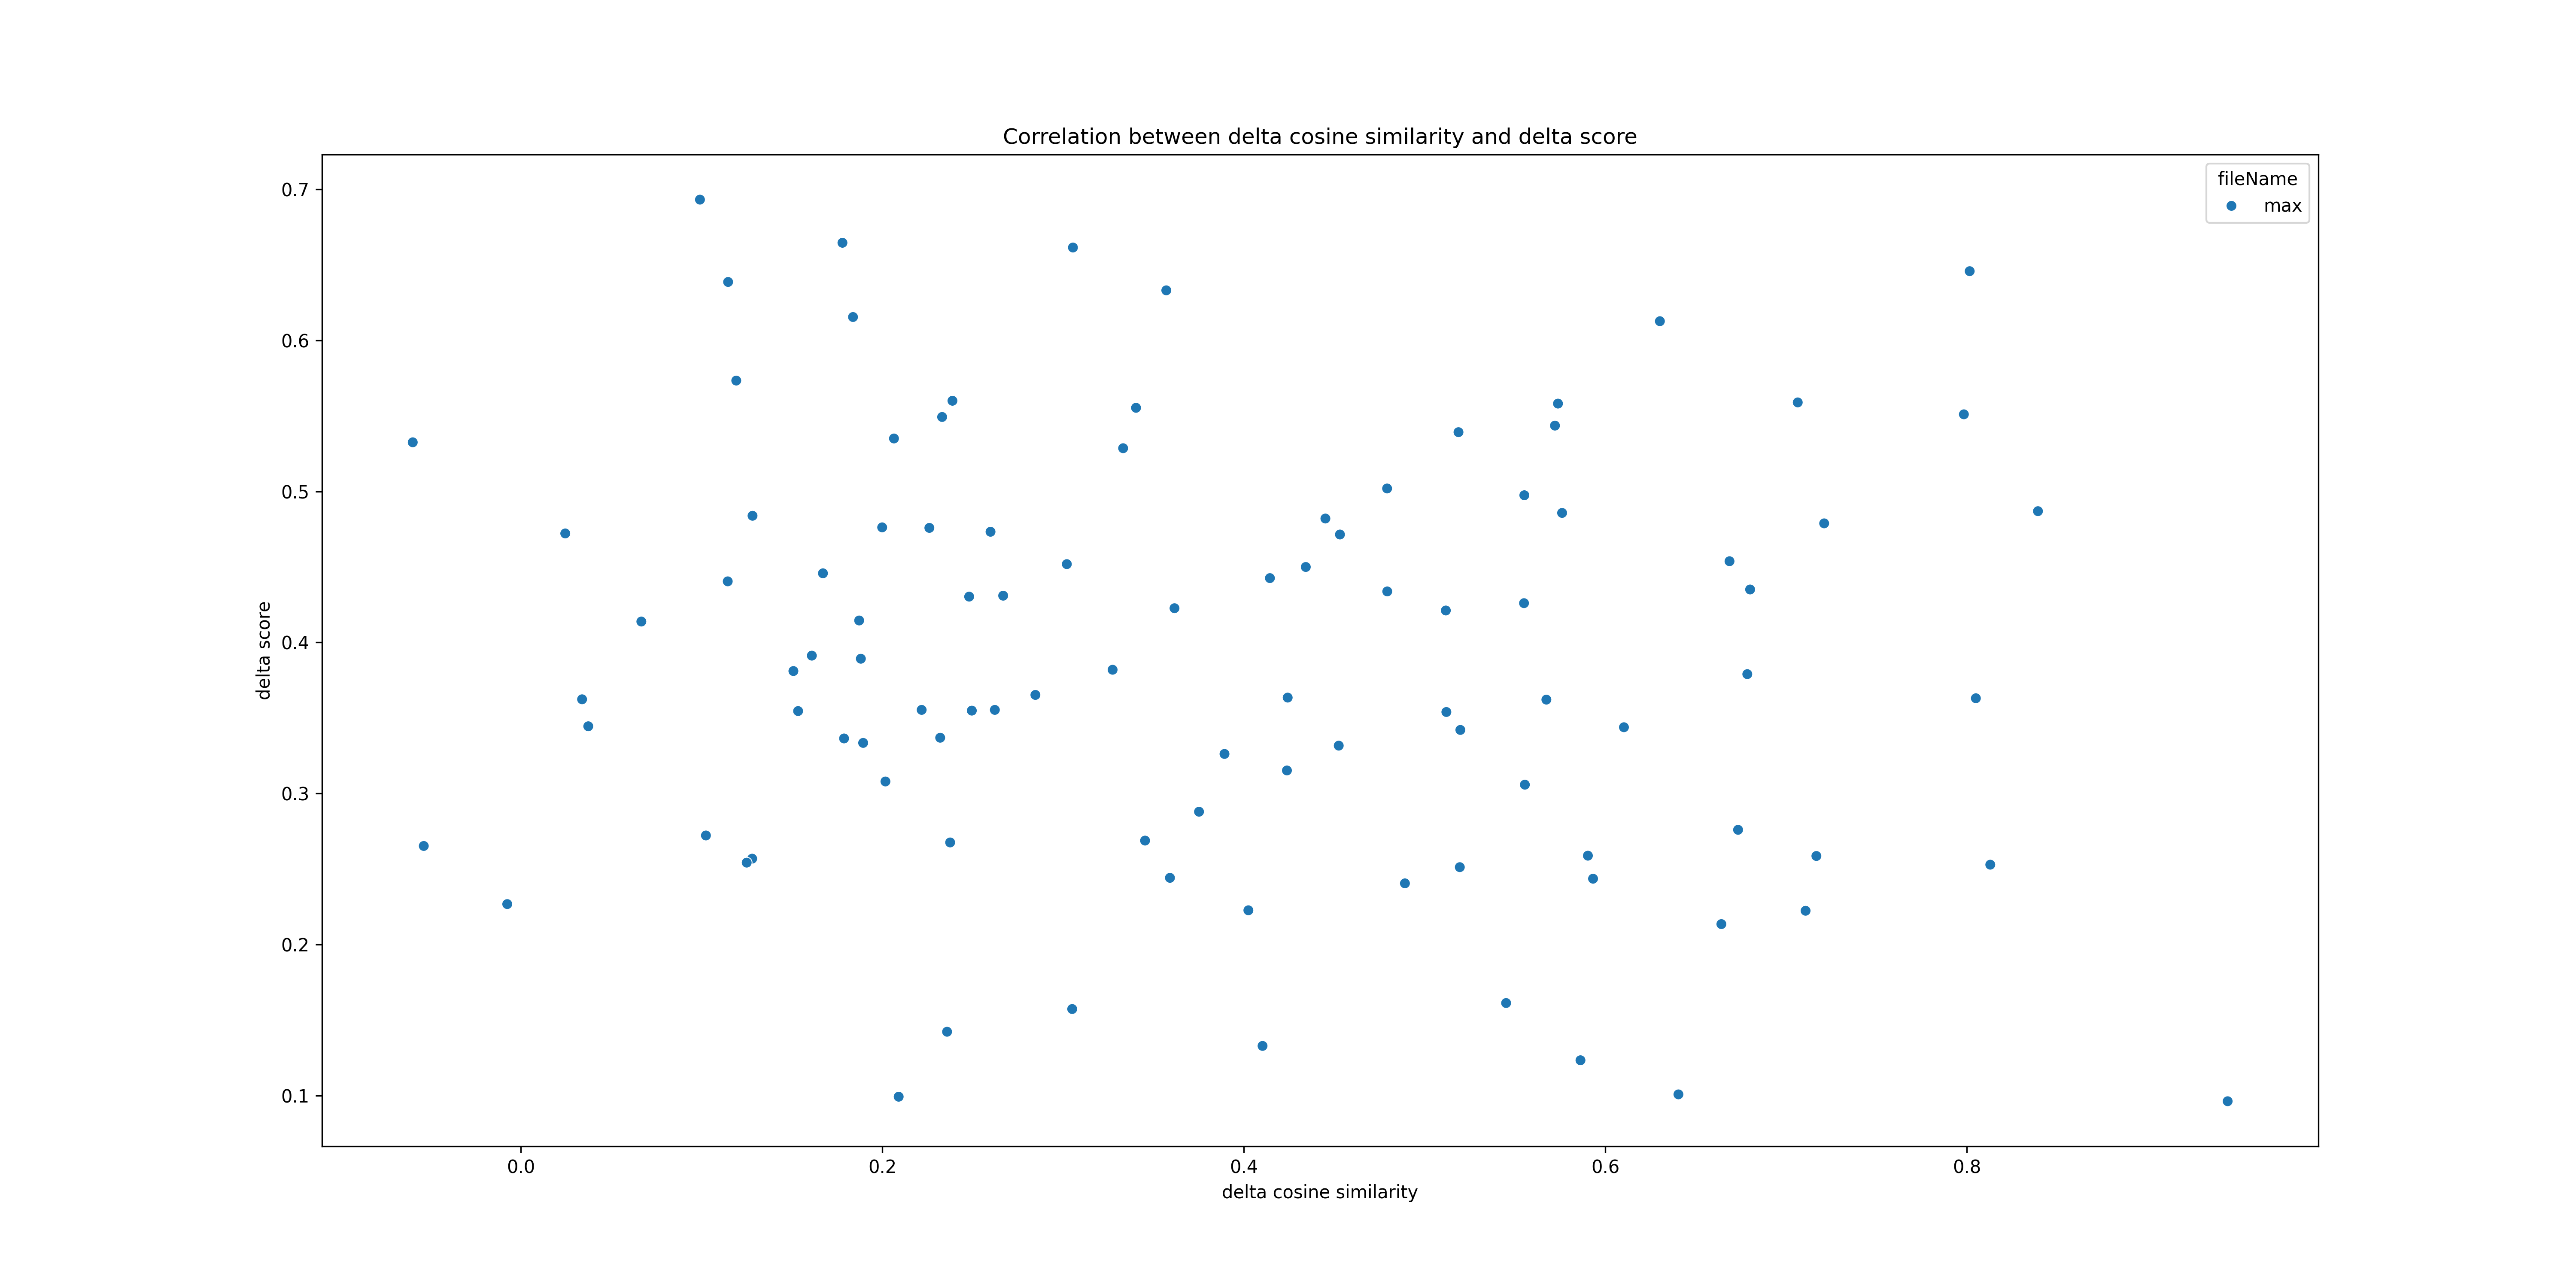 Correlation between delta cosine similarity and delta score
fileName
max
0.7
0.6
0.5
0.4
0.3
0.2
0.1
delta score
0.0
0.2
0.4
0.6
0.8
delta cosine similarity